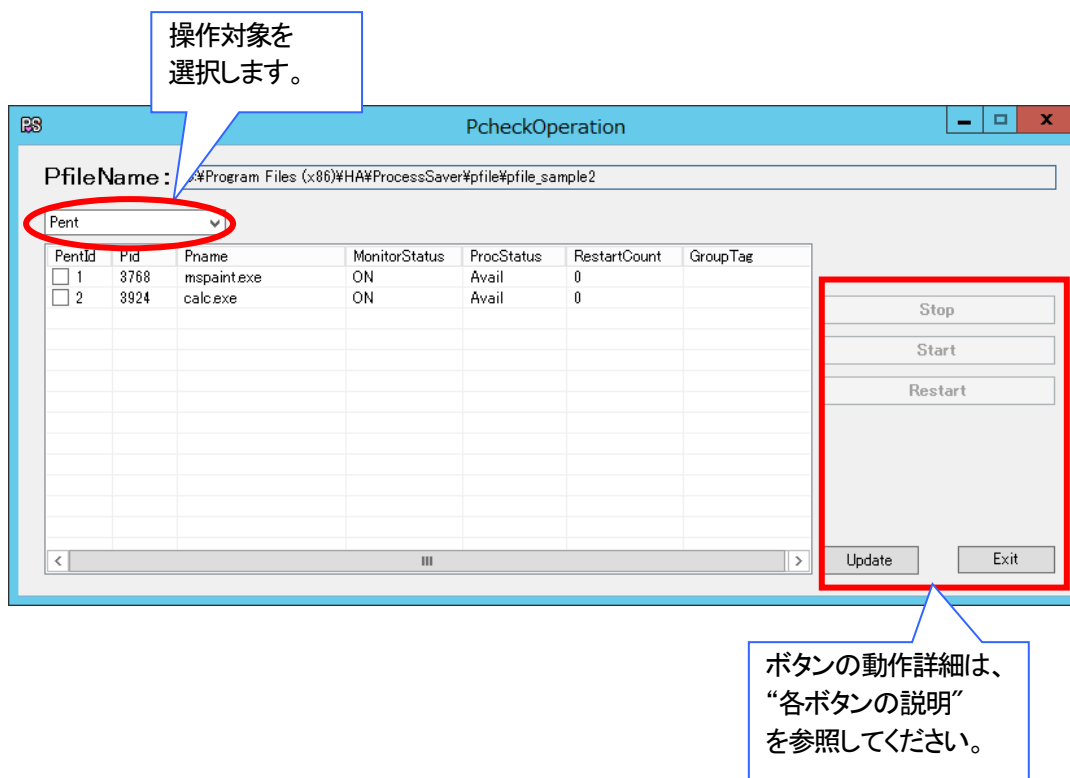 操作対象を
選択します。
PS
PcheckOperation
PfileName:
:¥Program Files (x86)¥HA¥ProcessSaver¥pfile¥pfile_sample2
Pent
PentId Pid Pname MonitorStatus ProcStatus RestartCount GroupTag
1 3768 mspaint.exe ON Avail 0
2 3924 calc.exe ON Avail 0
Stop
Start
Restart
Update Exit
ボタンの動作詳細は、
“各ボタンの説明”
を参照してください。